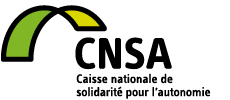 CNSA
Caisse nationale de
solidarité pour l'autonomie